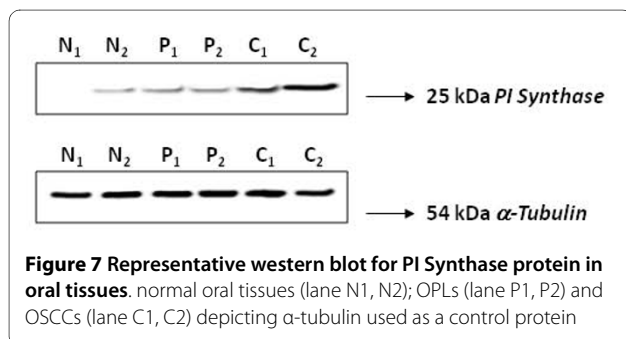 N₁ N₂ P₁ P₂ C₁ C₂
25 kDa PI Synthase
N₁ N₂ P₁ P₂ C₁ C₂
54 kDa α-Tubulin
Figure 7 Representative western blot for PI Synthase protein in
oral tissues. normal oral tissues (lane N1, N2); OPLs (lane P1, P2) and
OSCCs (lane C1, C2) depicting α-tubulin used as a control protein